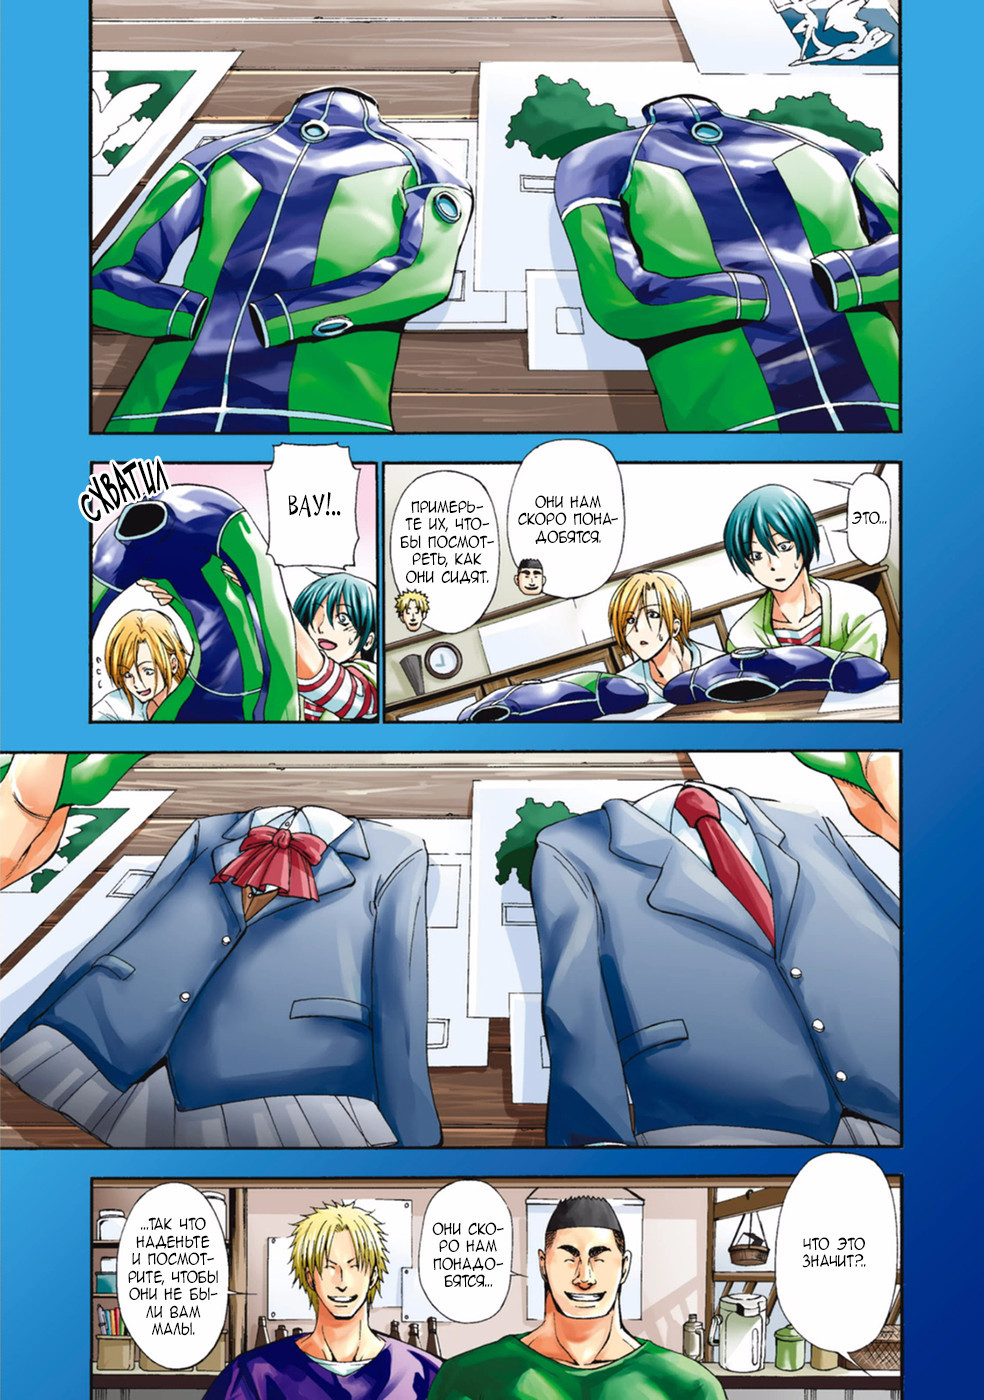 ЭТО...
ОНИ НАМ
СКОРО ПОНА-
ДОБЯТСЯ.
ПРИМЕРЬ-
ТЕ ИХ, ЧТО-
БЫ ПОСМОТ-
РЕТЬ, КАК
ОНИ СИДЯТ.
ВАУ!..
СХВАТИЛ
ЧТО ЭТО
ЗНАЧИТ?.
ОНИ СКО-
РО НАМ
ПОНАДО-
БЯТСЯ...
...ТАК ЧТО
НАДЕНЬТЕ
И ПОСМОТ-
РИТЕ, ЧТОБЫ
ОНИ НЕ БЫ-
ЛИ ВАМ
МАЛЫ.